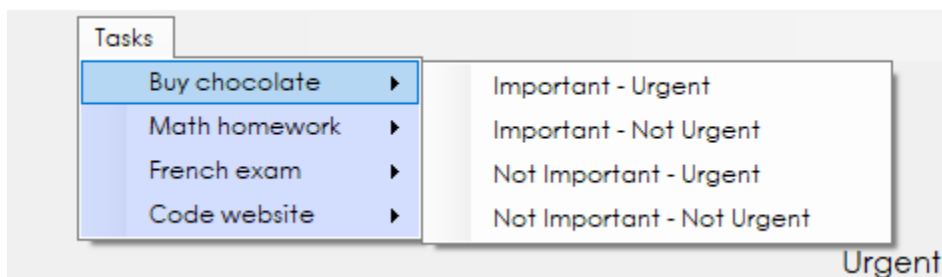 Tasks
Buy chocolate
Math homework
French exam
Code website
Important - Urgent
Important - Not Urgent
Not Important - Urgent
Not Important - Not Urgent
Urgent